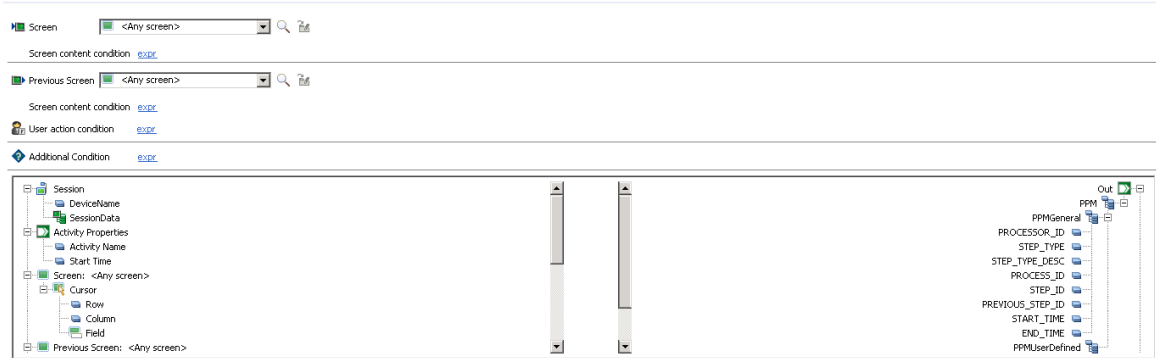 Screen <Any screen>
Screen content condition expr
Previous Screen <Any screen>
Screen content condition expr
User action condition expr
Additional Condition expr
Session
DeviceName
SessionData
Activity Properties
Activity Name
Start Time
Screen: <Any screen>
Cursor
Row
Column
Field
Previous Screen: <Any screen>
Out
PPM
PPMGeneral
PROCESSOR_ID
STEP_TYPE
STEP_TYPE_DESC
PROCESS_ID
STEP_ID
PREVIOUS_STEP_ID
START_TIME
END_TIME
PPMUserDefined